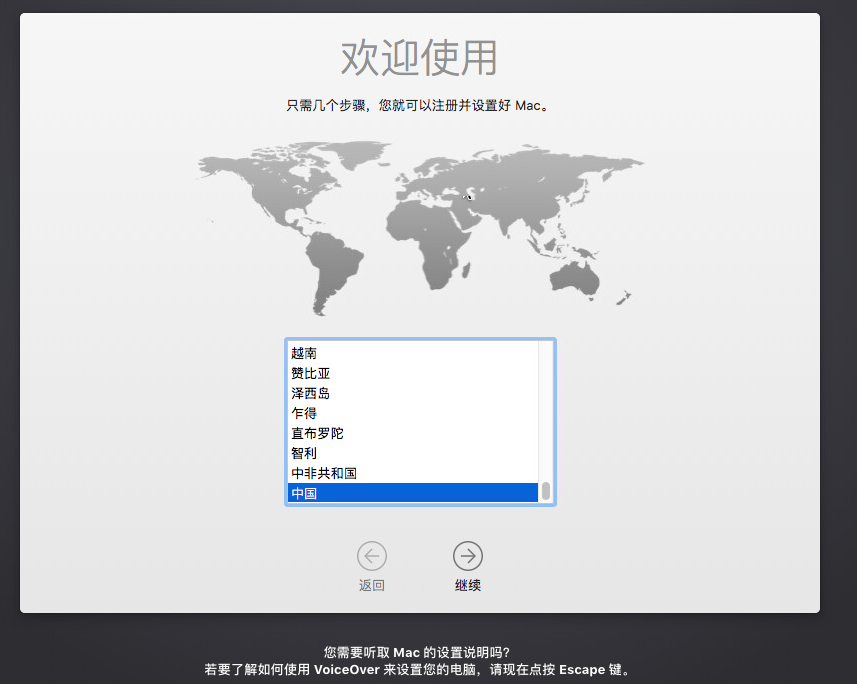 欢迎使用
只需几个步骤，您就可以注册并设置好 Mac。
越南
赞比亚
泽西岛
乍得
直布罗陀
智利
中非共和国
中国
返回
继续
您需要听取 Mac 的设置说明吗？
若要了解如何使用 VoiceOver 来设置您的电脑，请现在点按 Escape 键。